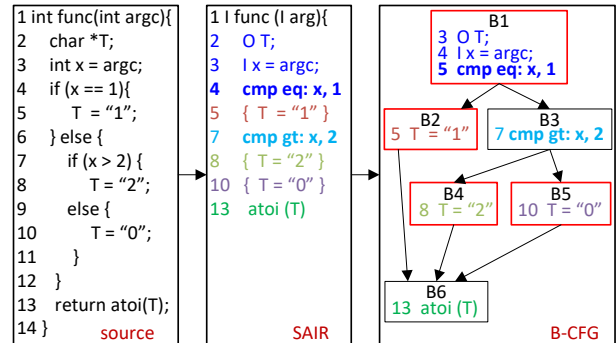 1 int func(int argc){
2 char *T;
3 int x = argc;
4 if (x == 1){
5 T = “1”;
6 } else {
7 if (x > 2) {
8 T = “2”;
9 else {
10 T = “0”;
11 }
12 }
13 return atoi(T);
14 }
source
1 I func (I arg){
2 O T;
3 I x = argc;
4 cmp eq: x, 1
5 { T = “1” }
7 cmp gt: x, 2
8 { T = “2” }
10 { T = “0” }
13 atoi (T)
SAIR
B1
3 O T;
4 I x = argc;
5 cmp eq: x, 1
B2
5 T = “1”
B3
7 cmp gt: x, 2
B4
8 T = “2”
B5
10 T = “0”
B6
13 atoi (T)
B-CFG